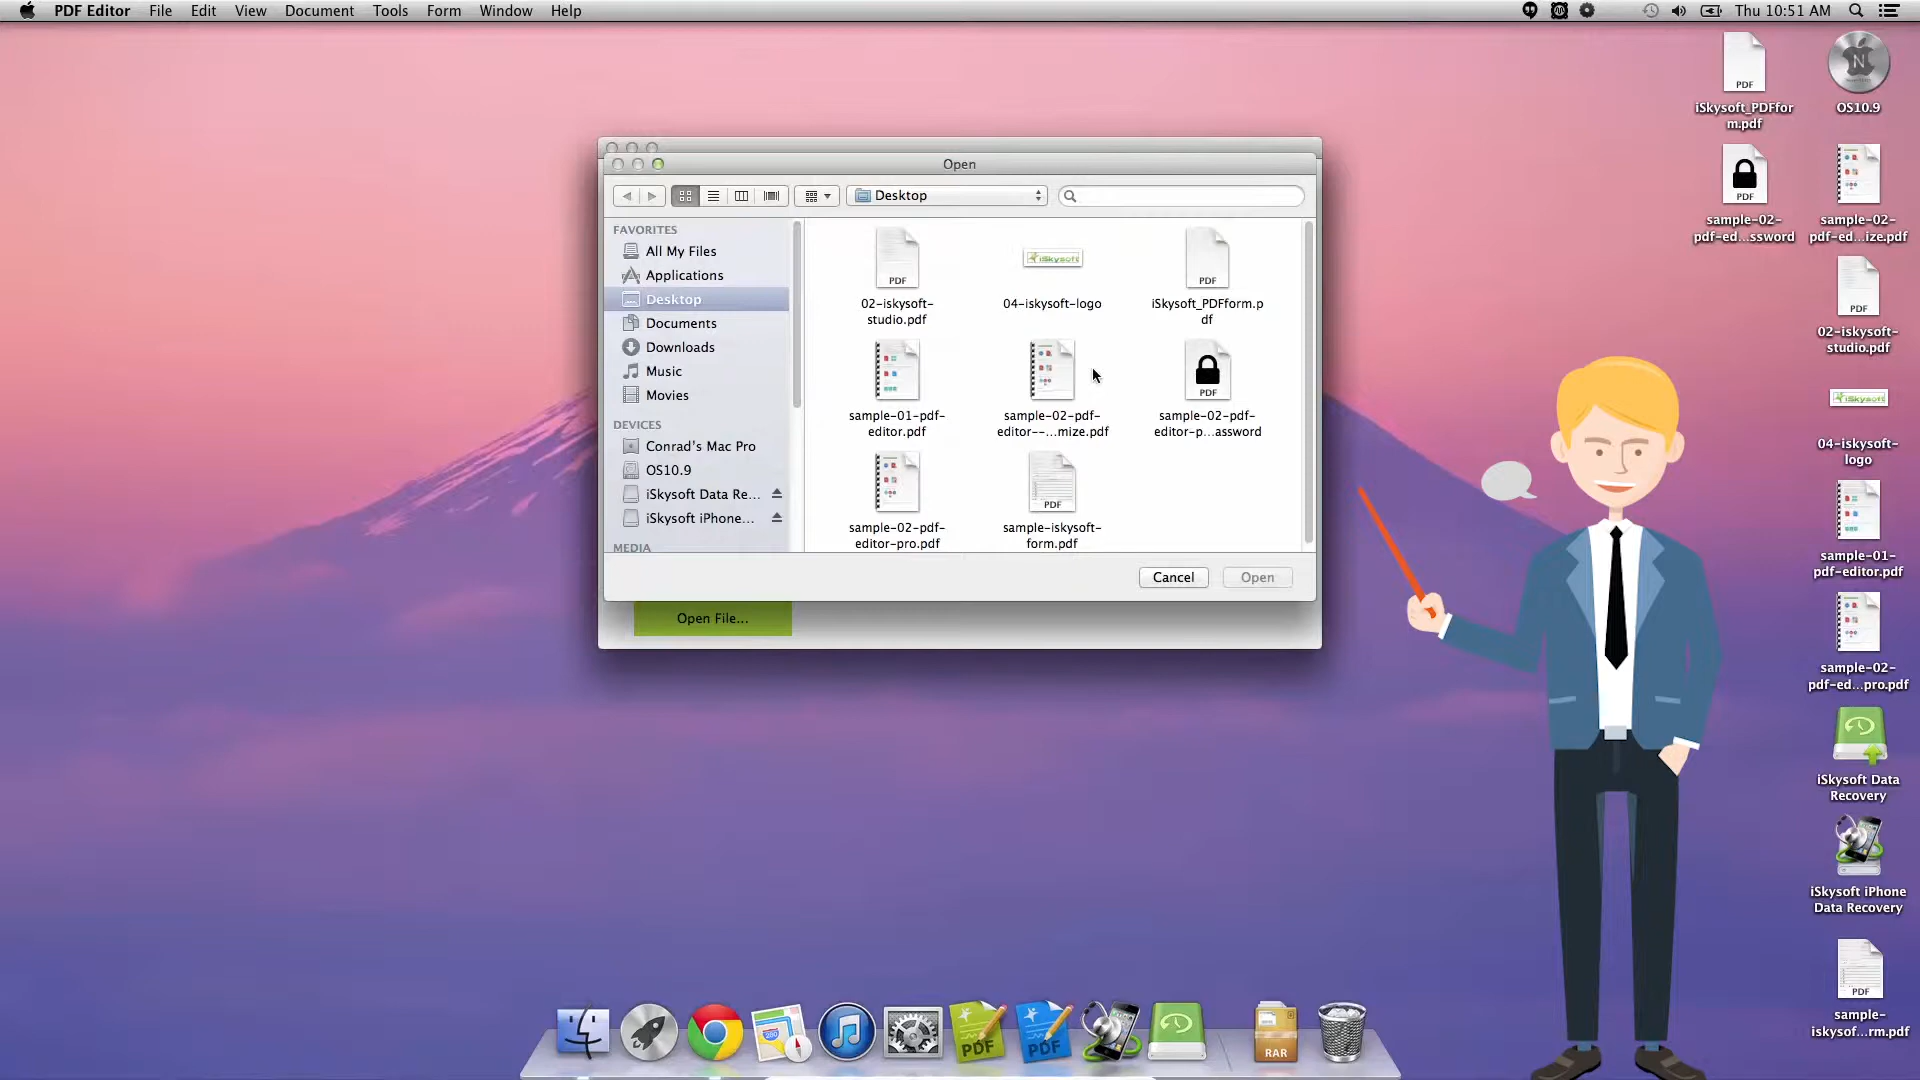 PDF Editor File Edit View Document Tools Form Window Help
Thu 10:51 AM
PDF
iSkysoft_PDFfor
m.pdf
N
OS10.9
sample-02-
pdf-ed...ssword
sample-02-
pdf-ed...ize.pdf
PDF
02-iskysoft-
studio.pdf
iSkysoft
04-iskysoft-
logo
sample-01-
pdf-editor.pdf
sample-02-
pdf-ed...pro.pdf
iSkysoft Data
Recovery
iSkysoft iPhone
Data Recovery
PDF
sample-
iskysof...rm.pdf
Open
Desktop
FAVORITES
All My Files
Applications
Desktop
Documents
Downloads
Music
Movies
DEVICES
Conrad's Mac Pro
OS10.9
iSkysoft Data Re...
iSkysoft iPhone...
MEDIA
PDF
02-iskysoft-
studio.pdf
iSkysoft
04-iskysoft-logo
PDF
iSkysoft_PDFform.p
df
sample-01-pdf-
editor.pdf
sample-02-pdf-
editor--...mize.pdf
PDF
sample-02-pdf-
editor-p...assword
sample-02-pdf-
editor-pro.pdf
PDF
sample-iskysoft-
form.pdf
Cancel Open
Open File...
280
PDF
PDF
RAR